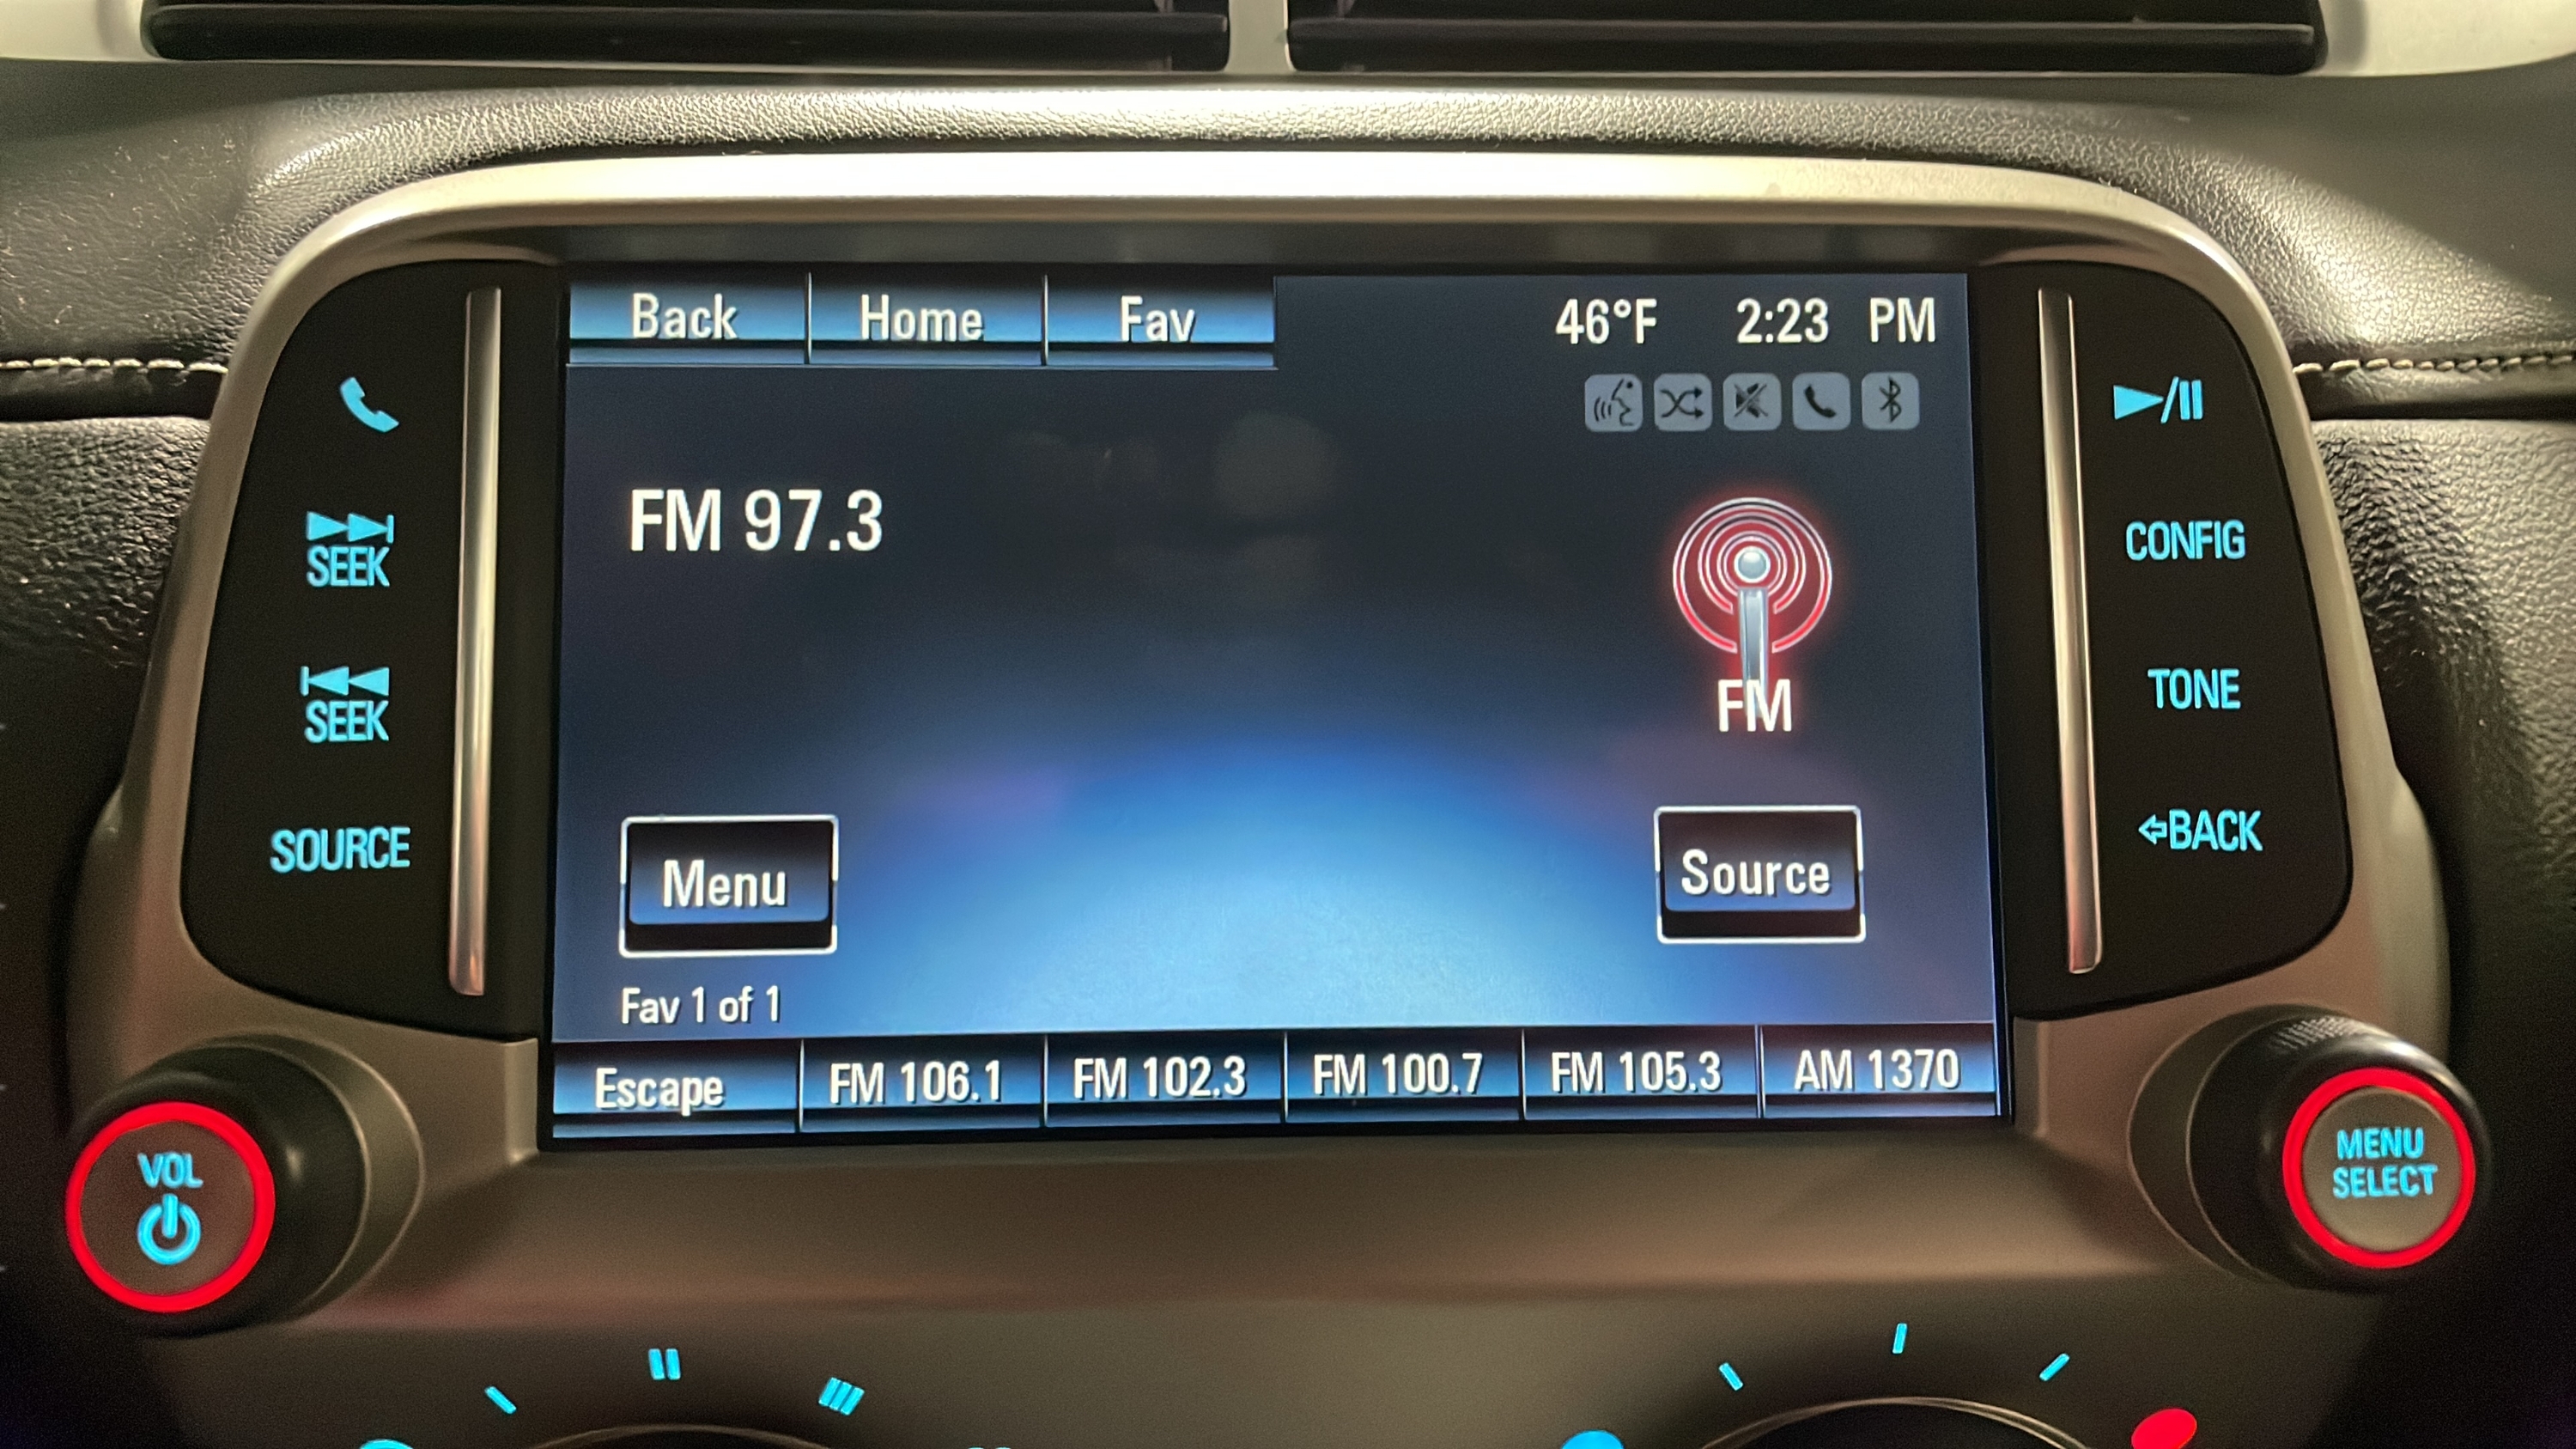 Back Home Fav 46°F 2:23 PM
FM 97.3
FM
Menu
Source
Fav 1 of 1
Escape FM 106.1 FM 102.3 FM 100.7 FM 105.3 AM 1370
SEEK
SEEK
SOURCE
VOL
CONFIG
TONE
BACK
MENU
SELECT